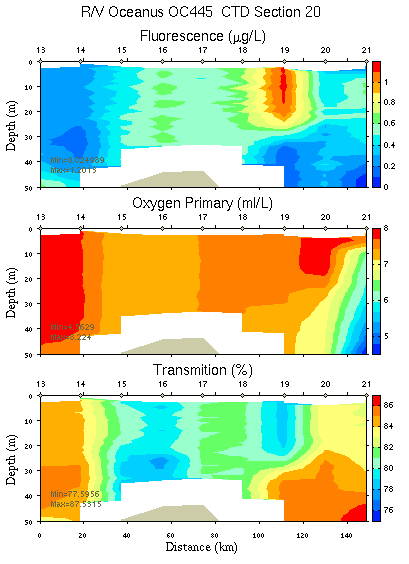 R/V Oceanus OC445 CTD Section 20
Fluorescence (μg/L)
13 14 15 16 17 18 19 20 21
0
10
20
30
40
50
Depth (m)
Max=1.2013
1
0.8
0.6
0.4
0.2
0
Oxygen Primary (ml/L)
13 14 15 16 17 18 19 20 21
0
10
20
30
40
50
Depth (m)
8
7
6
5
Transmition (%)
13 14 15 16 17 18 19 20 21
0
10
20
30
40
50
Depth (m)
Min=77.5956
Max=87.5315
86
84
82
80
78
76
0 20 40 60 80 100 120 140
Distance (km)